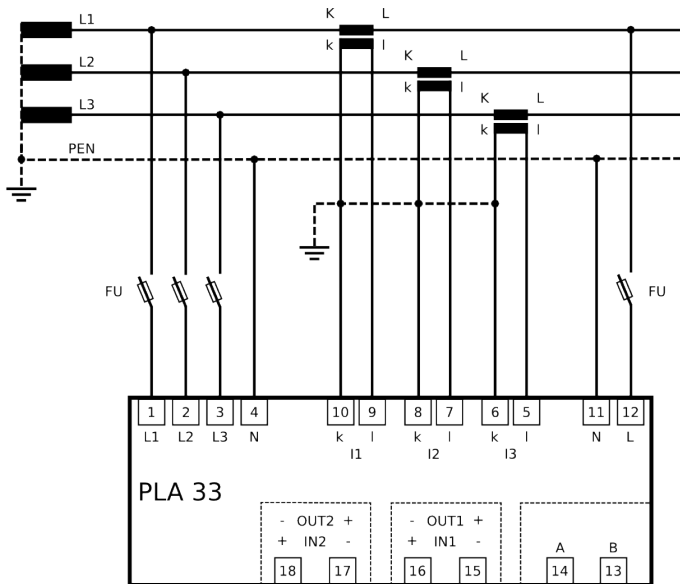 L1 K L
k l
L2 K L
k l
L3 K L
k l
PEN
FU FU
1 2 3 4 10 9 8 7 6 5 11 12
L1 L2 L3 N k l k l k l N L
I1 I2 I3
PLA 33
- OUT2 + - OUT1 +
+ IN2 - + IN1 - A B
18 17 16 15 14 13